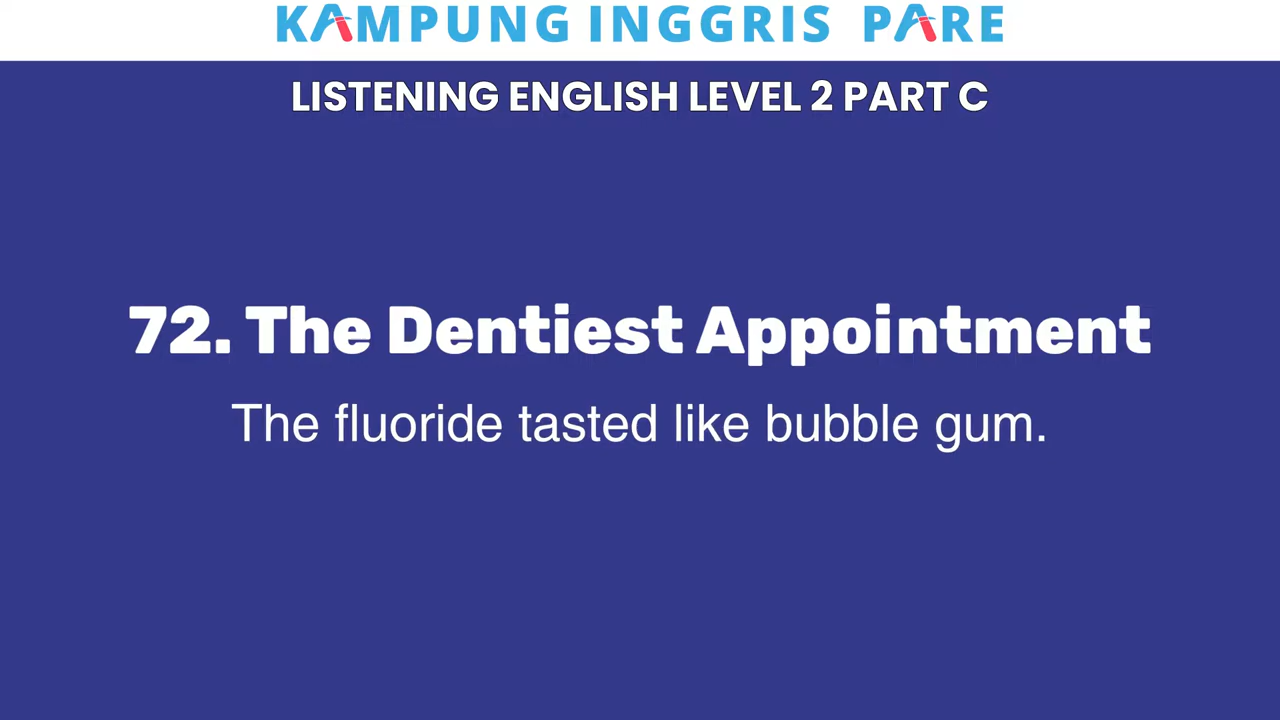 KAMPUNG INGGRIS PARE
LISTENING ENGLISH LEVEL 2 PART C
72. The Dentiest Appointment
The fluoride tasted like bubble gum.